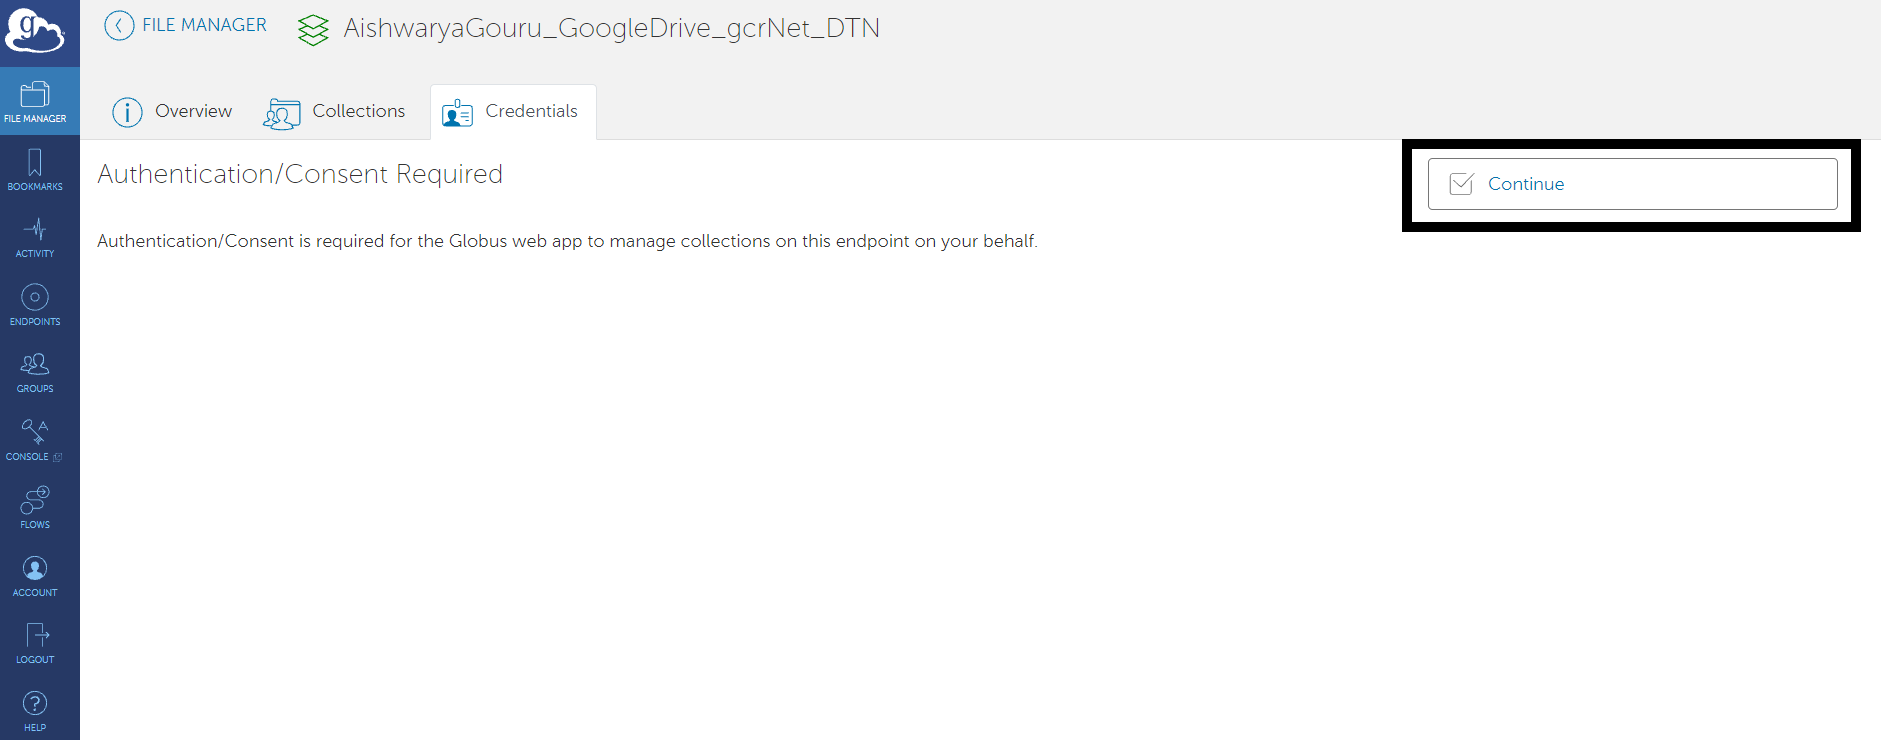 g
FILE MANAGER
AishwaryaGouru_GoogleDrive_gcrNet_DTN
Overview
Collections
Credentials
Authentication/Consent Required
Continue
Authentication/Consent is required for the Globus web app to manage collections on this endpoint on your behalf.
FILE MANAGER
BOOKMARKS
ACTIVITY
ENDPOINTS
GROUPS
CONSOLE
FLOWS
ACCOUNT
LOGOUT
HELP